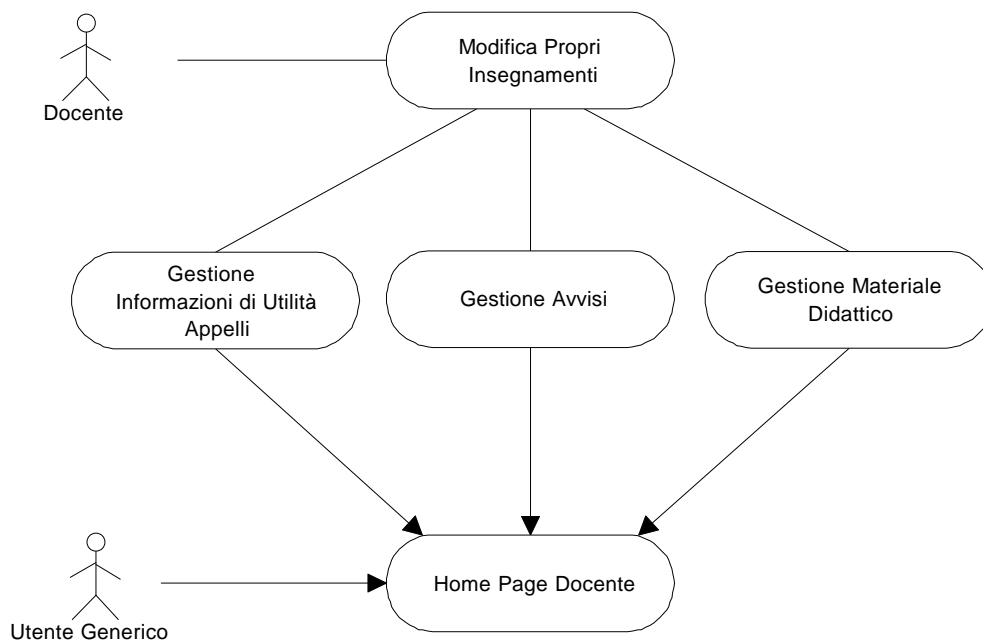 Modifica Propri
Insegnamenti
Docente
Gestione
Informazioni di Utilità
Appelli
Gestione Avvisi
Gestione Materiale
Didattico
Home Page Docente
Utente Generico